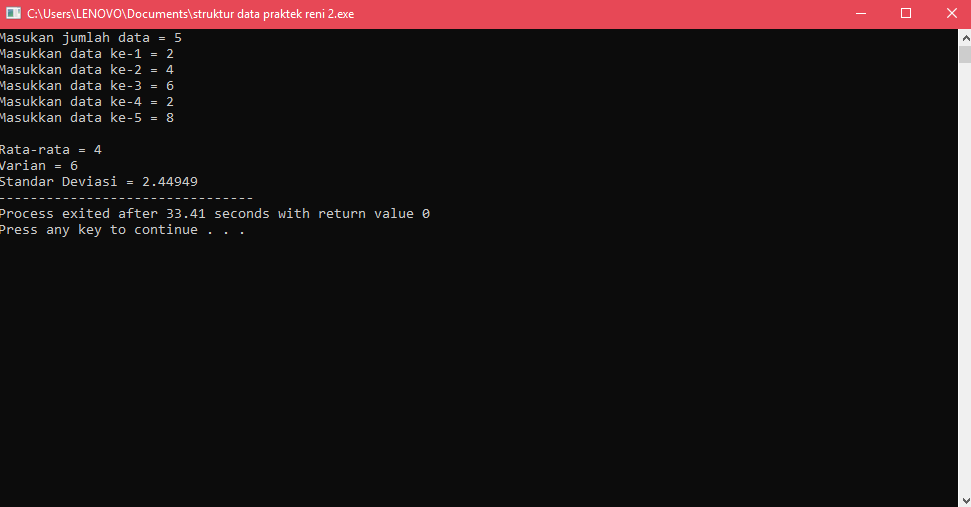 C:\Users\LENOVO\Documents\struktur data praktek reni 2.exe
Masukan jumlah data = 5
Masukkan data ke-1 = 2
Masukkan data ke-2 = 4
Masukkan data ke-3 = 6
Masukkan data ke-4 = 2
Masukkan data ke-5 = 8
Rata-rata = 4
Varian = 6
Standar Deviasi = 2.44949
--------------------------------
Process exited after 33.41 seconds with return value 0
Press any key to continue . . .